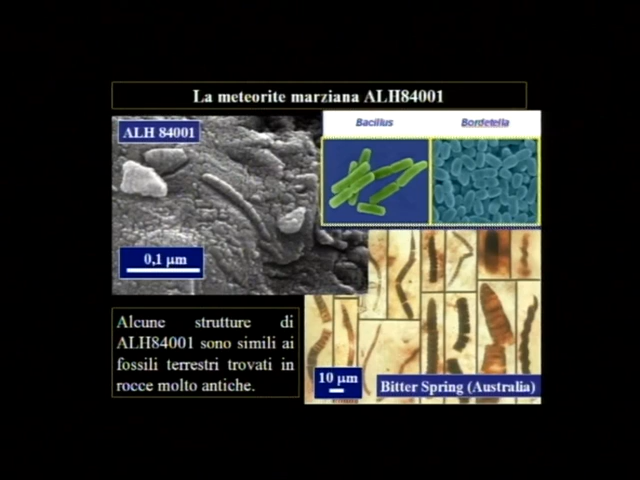 La meteorite marziana ALH84001
ALH 84001
Bacillus
Bordetella
0,1 µm
Alcune strutture di
ALH84001 sono simili ai
fossili terrestri trovati in
rocce molto antiche.
10 µm
Bitter Spring (Australia)